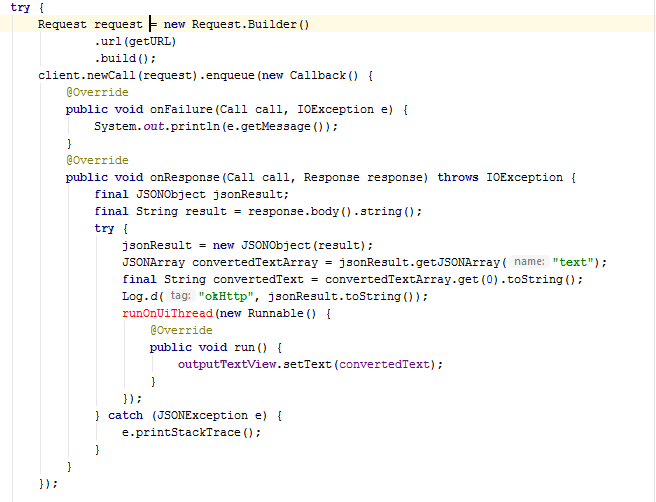 try {
    Request request = new Request.Builder()
            .url(getURL)
            .build();
    client.newCall(request).enqueue(new Callback() {
        @Override
        public void onFailure(Call call, IOException e) {
            System.out.println(e.getMessage());
        }
        @Override
        public void onResponse(Call call, Response response) throws IOException {
            final JSONObject jsonResult;
            final String result = response.body().string();
            try {
                jsonResult = new JSONObject(result);
                JSONArray convertedTextArray = jsonResult.getJSONArray( name: "text");
                final String convertedText = convertedTextArray.get(0).toString();
                Log.d( tag: "okHttp", jsonResult.toString());
                runOnUiThread(new Runnable() {
                    @Override
                    public void run() {
                        outputTextView.setText(convertedText);
                    }
                });
            } catch (JSONException e) {
                e.printStackTrace();
            }
        }
    });